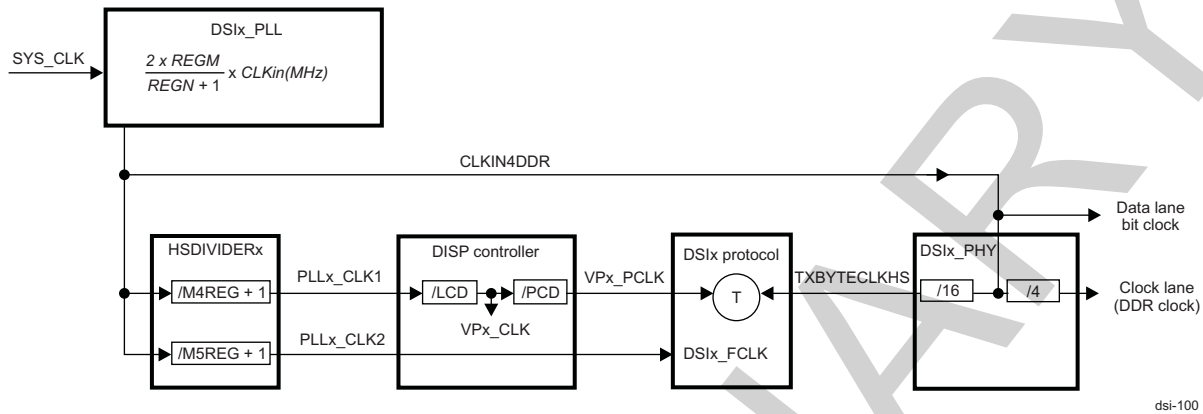 DSIx_PLL
SYS_CLK
2 x REGM
REGN + 1
x CLKin(MHz)
CLKIN4DDR
Data lane
bit clock
HSDIVIDERx
DISP controller
DSIx protocol
DSIx_PHY
/M4REG + 1
PLLx_CLK1
/LCD
/PCD
VPx_PCLK
T
TXBYTECLKHS
/16
/4
Clock lane
(DDR clock)
VPx_CLK
/M5REG + 1
PLLx_CLK2
DSIx_FCLK
dsi-100